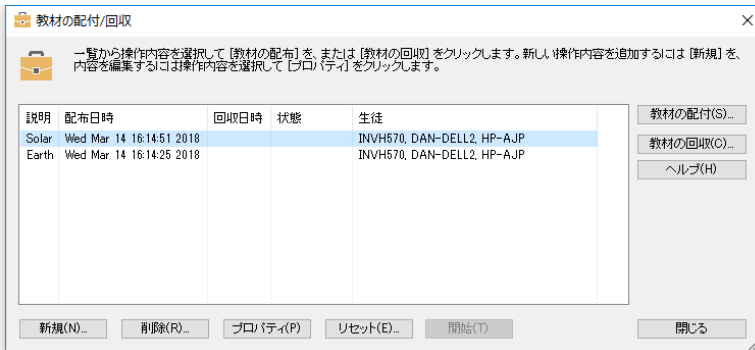 教材の配付/回収
一覧から操作内容を選択して [教材の配布] を、または [教材の回収] をクリックします。新しい操作内容を追加するには [新規] を、
内容を編集するには操作内容を選択して [プロパティ] をクリックします。
説明 配布日時 回収日時 状態 生徒
Solar Wed Mar 14 16:14:51 2018 INVH570, DAN-DELL2, HP-AJP
Earth Wed Mar 14 16:14:25 2018 INVH570, DAN-DELL2, HP-AJP
教材の配付(S)...
教材の回収(C)...
ヘルプ(H)
新規(N)... 削除(R)... プロパティ(P) リセット(E)... 開始(T) 閉じる